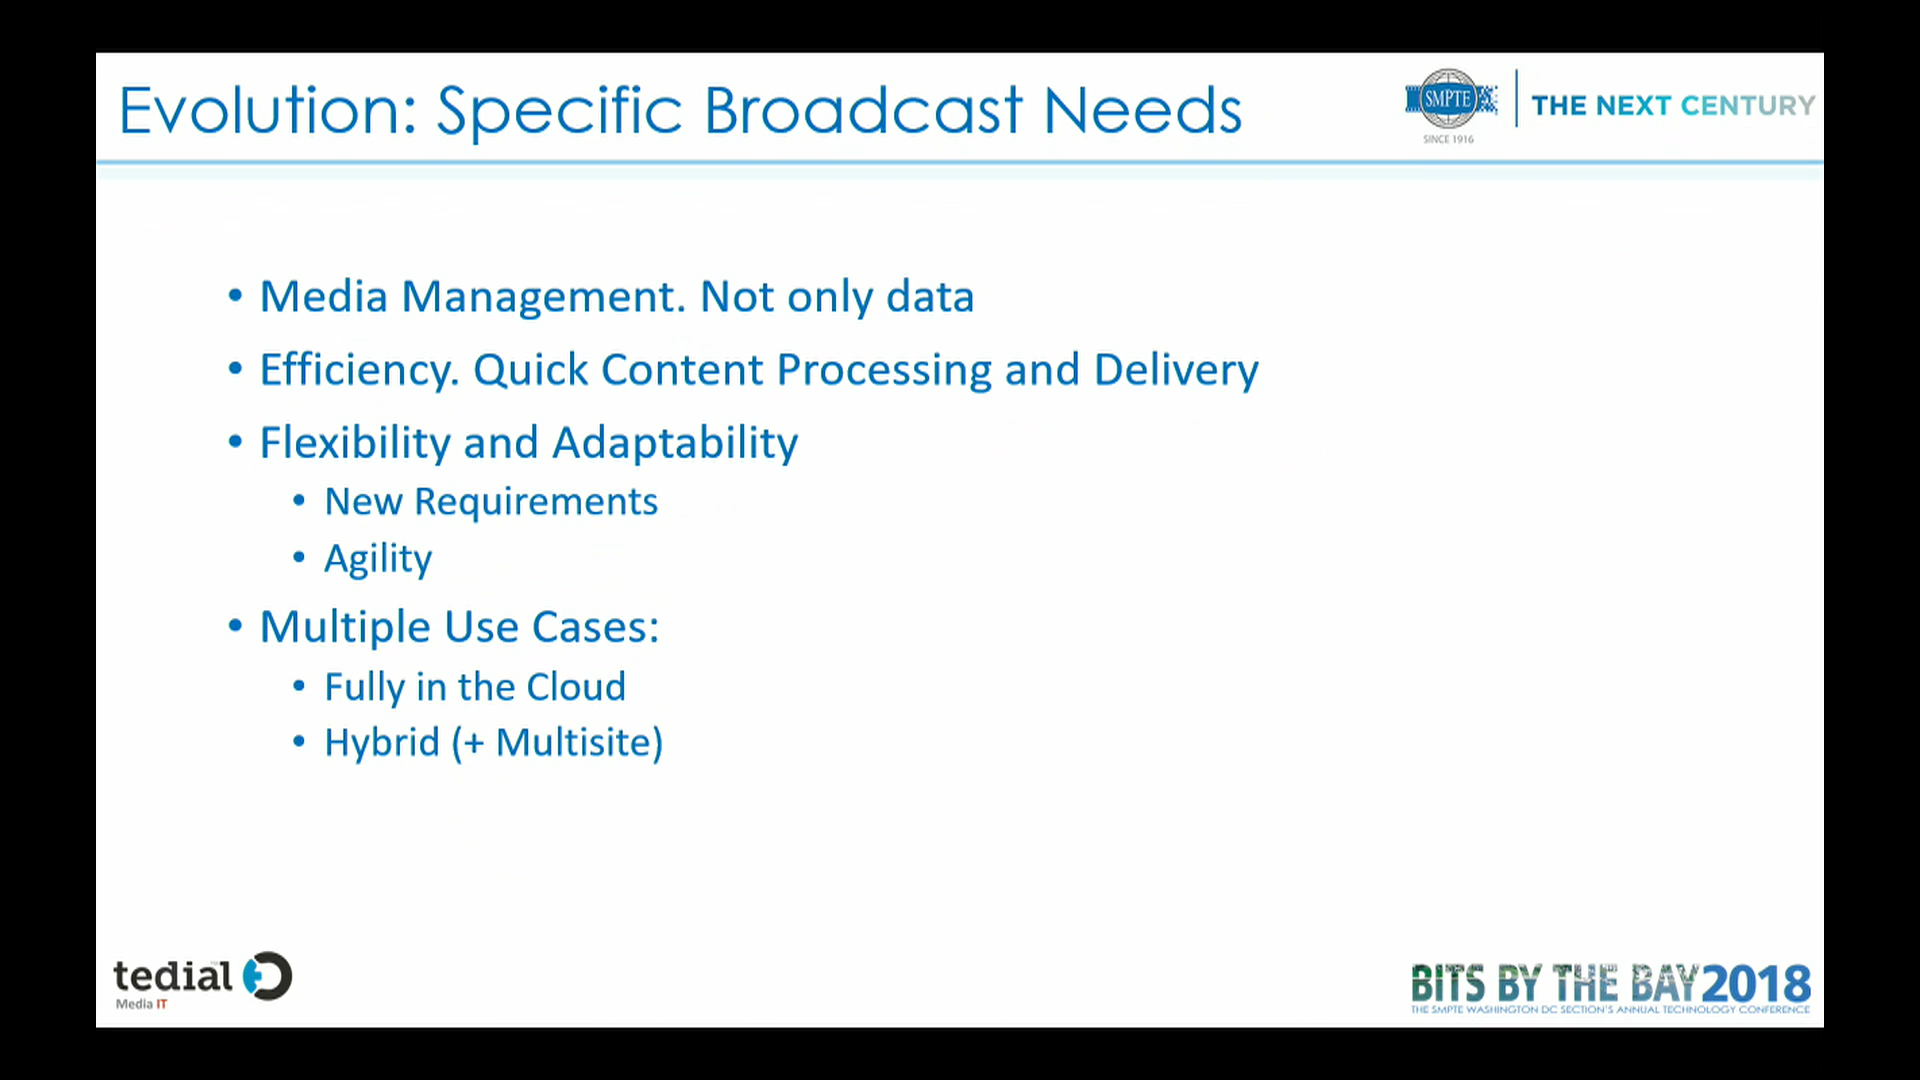 Evolution: Specific Broadcast Needs
SMPTE
SINCE 1916
THE NEXT CENTURY
• Media Management. Not only data
• Efficiency. Quick Content Processing and Delivery
• Flexibility and Adaptability
• New Requirements
• Agility
• Multiple Use Cases:
• Fully in the Cloud
• Hybrid (+ Multisite)
tedial
Media IT
BITS BY THE BAY 2018
THE SMPTE WASHINGTON DC SECTION'S ANNUAL TECHNOLOGY CONFERENCE